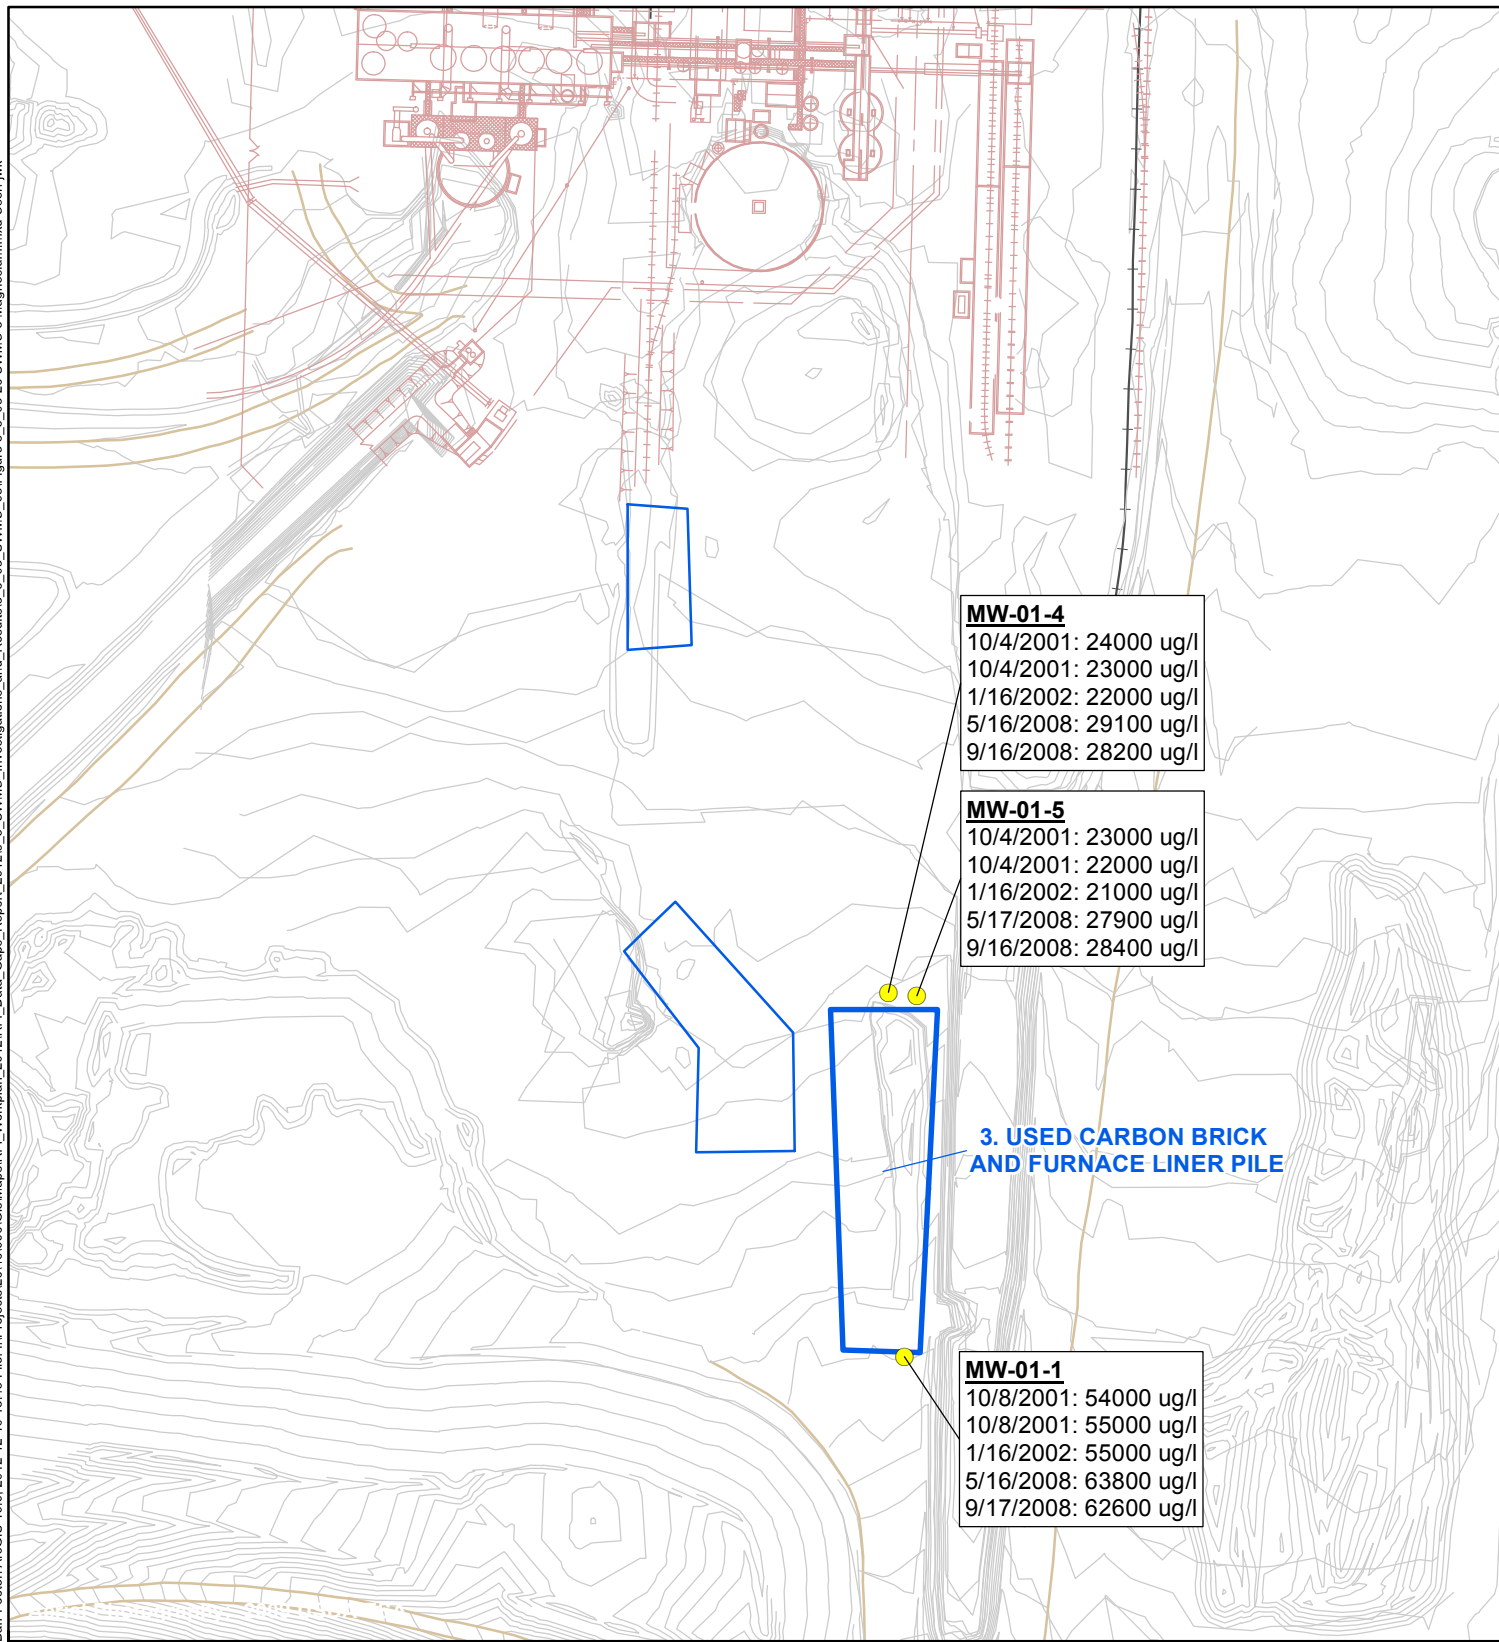 MW-01-4
10/4/2001: 24000 ug/l
10/4/2001: 23000 ug/l
1/16/2002: 22000 ug/l
5/16/2008: 29100 ug/l
9/16/2008: 28200 ug/l
MW-01-5
10/4/2001: 23000 ug/l
10/4/2001: 22000 ug/l
1/16/2002: 21000 ug/l
5/17/2008: 27900 ug/l
9/16/2008: 28400 ug/l
3. USED CARBON BRICK
AND FURNACE LINER PILE
MW-01-1
10/8/2001: 54000 ug/l
10/8/2001: 55000 ug/l
1/16/2002: 55000 ug/l
5/16/2008: 63800 ug/l
9/17/2008: 62600 ug/l